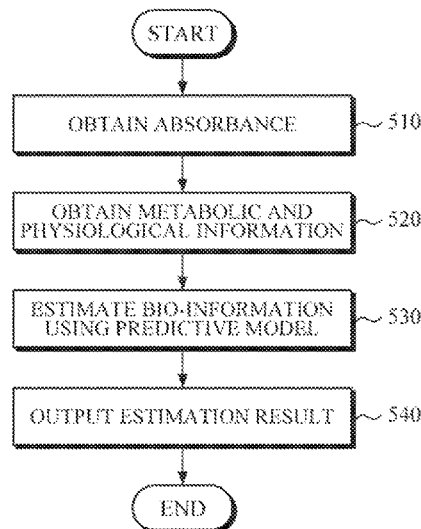 START
OBTAIN ABSORBANCE
510
OBTAIN METABOLIC AND
PHYSIOLOGICAL INFORMATION
520
ESTIMATE BIO-INFORMATION
USING PREDICTIVE MODEL
530
OUTPUT ESTIMATION RESULT
540
END